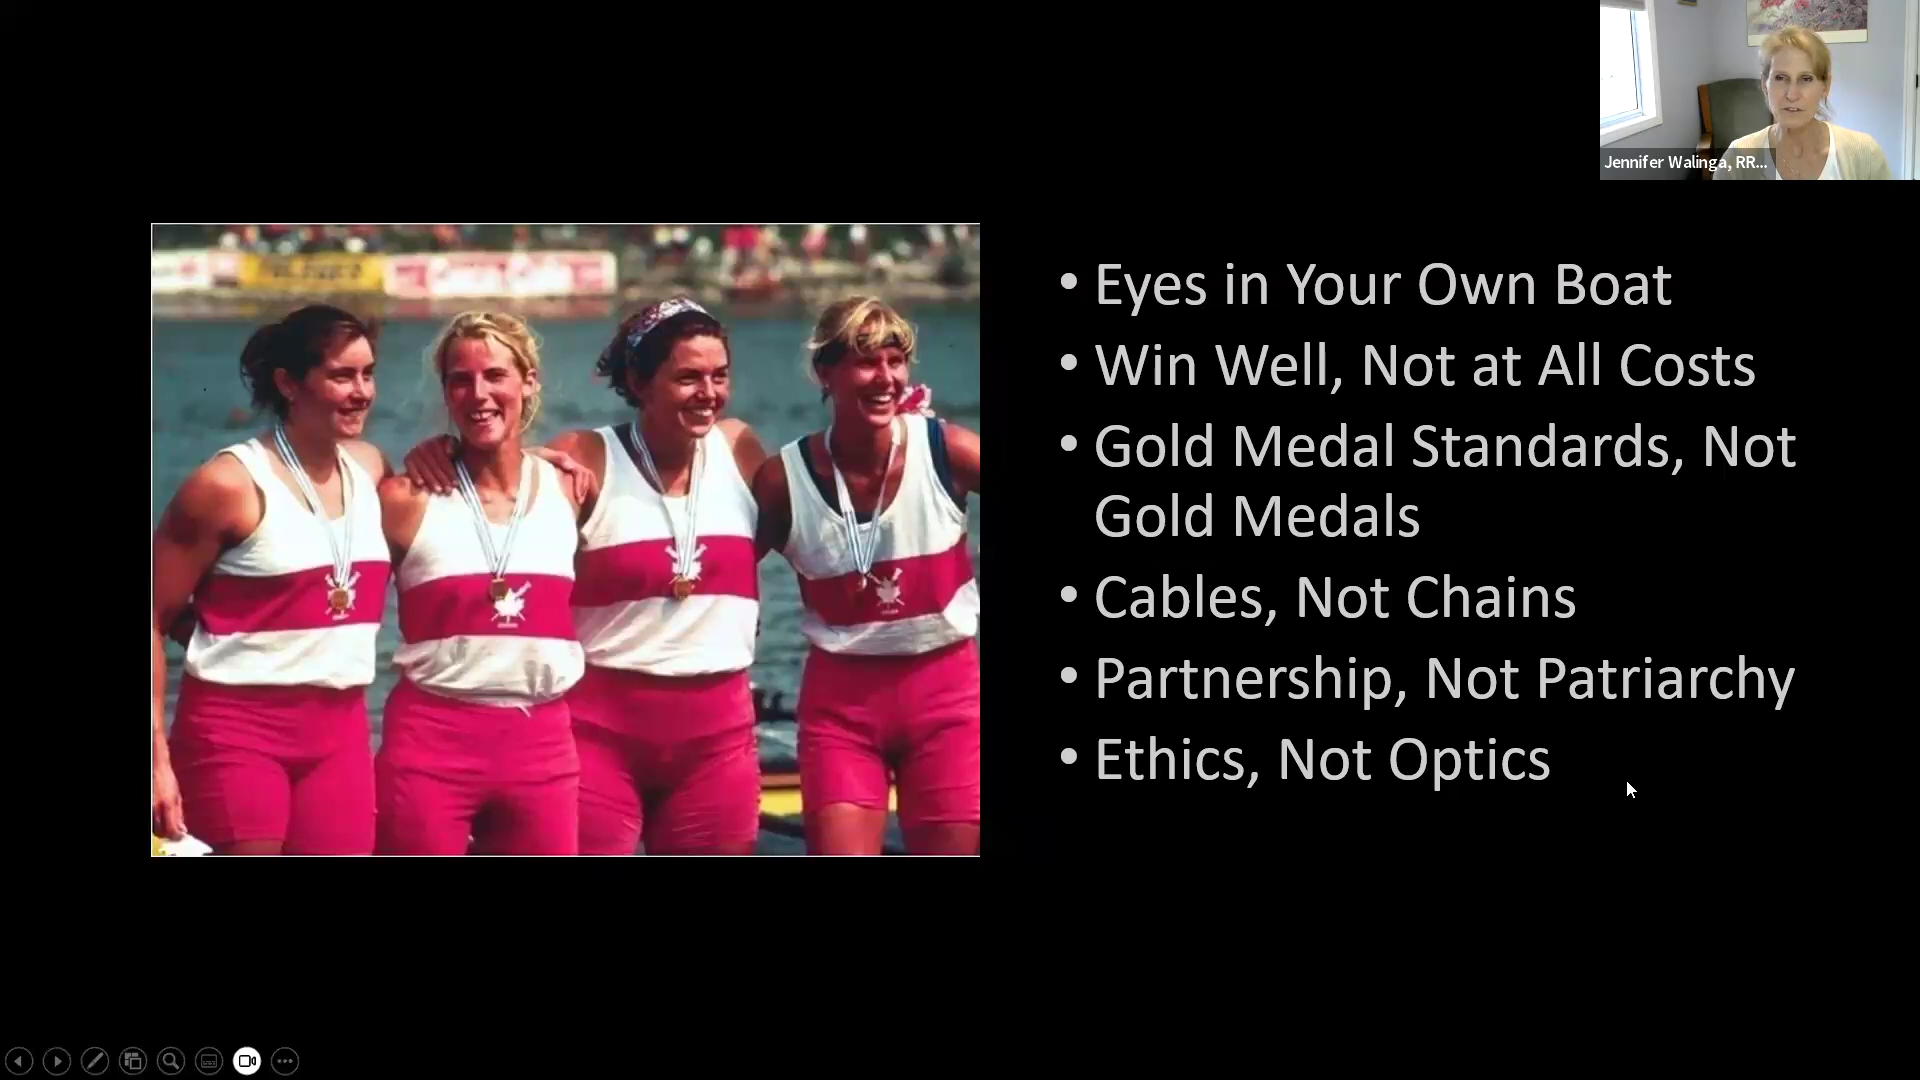 Jennifer Walinga, RR...
• Eyes in Your Own Boat
• Win Well, Not at All Costs
• Gold Medal Standards, Not
Gold Medals
• Cables, Not Chains
• Partnership, Not Patriarchy
• Ethics, Not Optics